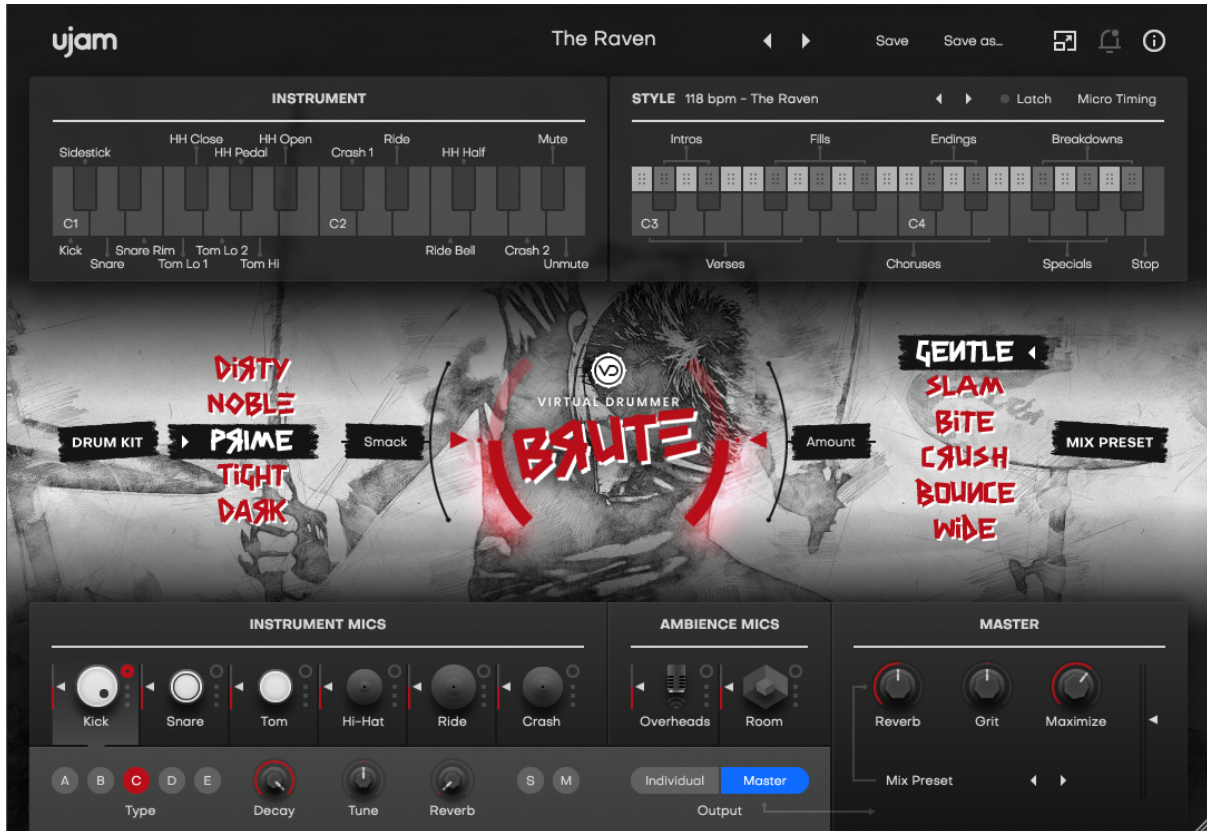 ujam
The Raven
Save
Save as...
INSTRUMENT
HH Close
HH Open
Ride
Mute
Sidestick
HH Pedal
Crash 1
HH Half
C1
C2
Kick
Snare Rim
Tom Lo 2
Ride Bell
Crash 2
Snare
Tom Lo 1
Tom Hi
Unmute
STYLE 118 bpm - The Raven
Latch
Micro Timing
Intros
Fills
Endings
Breakdowns
C3
C4
Verses
Choruses
Specials
Stop
DRUM KIT
DIRTY
NOBLE
PRIME
TIGHT
DARK
Smack
VD
VIRTUAL DRUMMER
BRUTE
Amount
GENTLE
SLAM
BITE
CRUSH
BOUNCE
WIDE
MIX PRESET
INSTRUMENT MICS
Kick
Snare
Tom
Hi-Hat
Ride
Crash
A B C D E
Type
Decay
Tune
Reverb
S M
AMBIENCE MICS
Overheads
Room
Individual
Master
Output
MASTER
Reverb
Grit
Maximize
Mix Preset